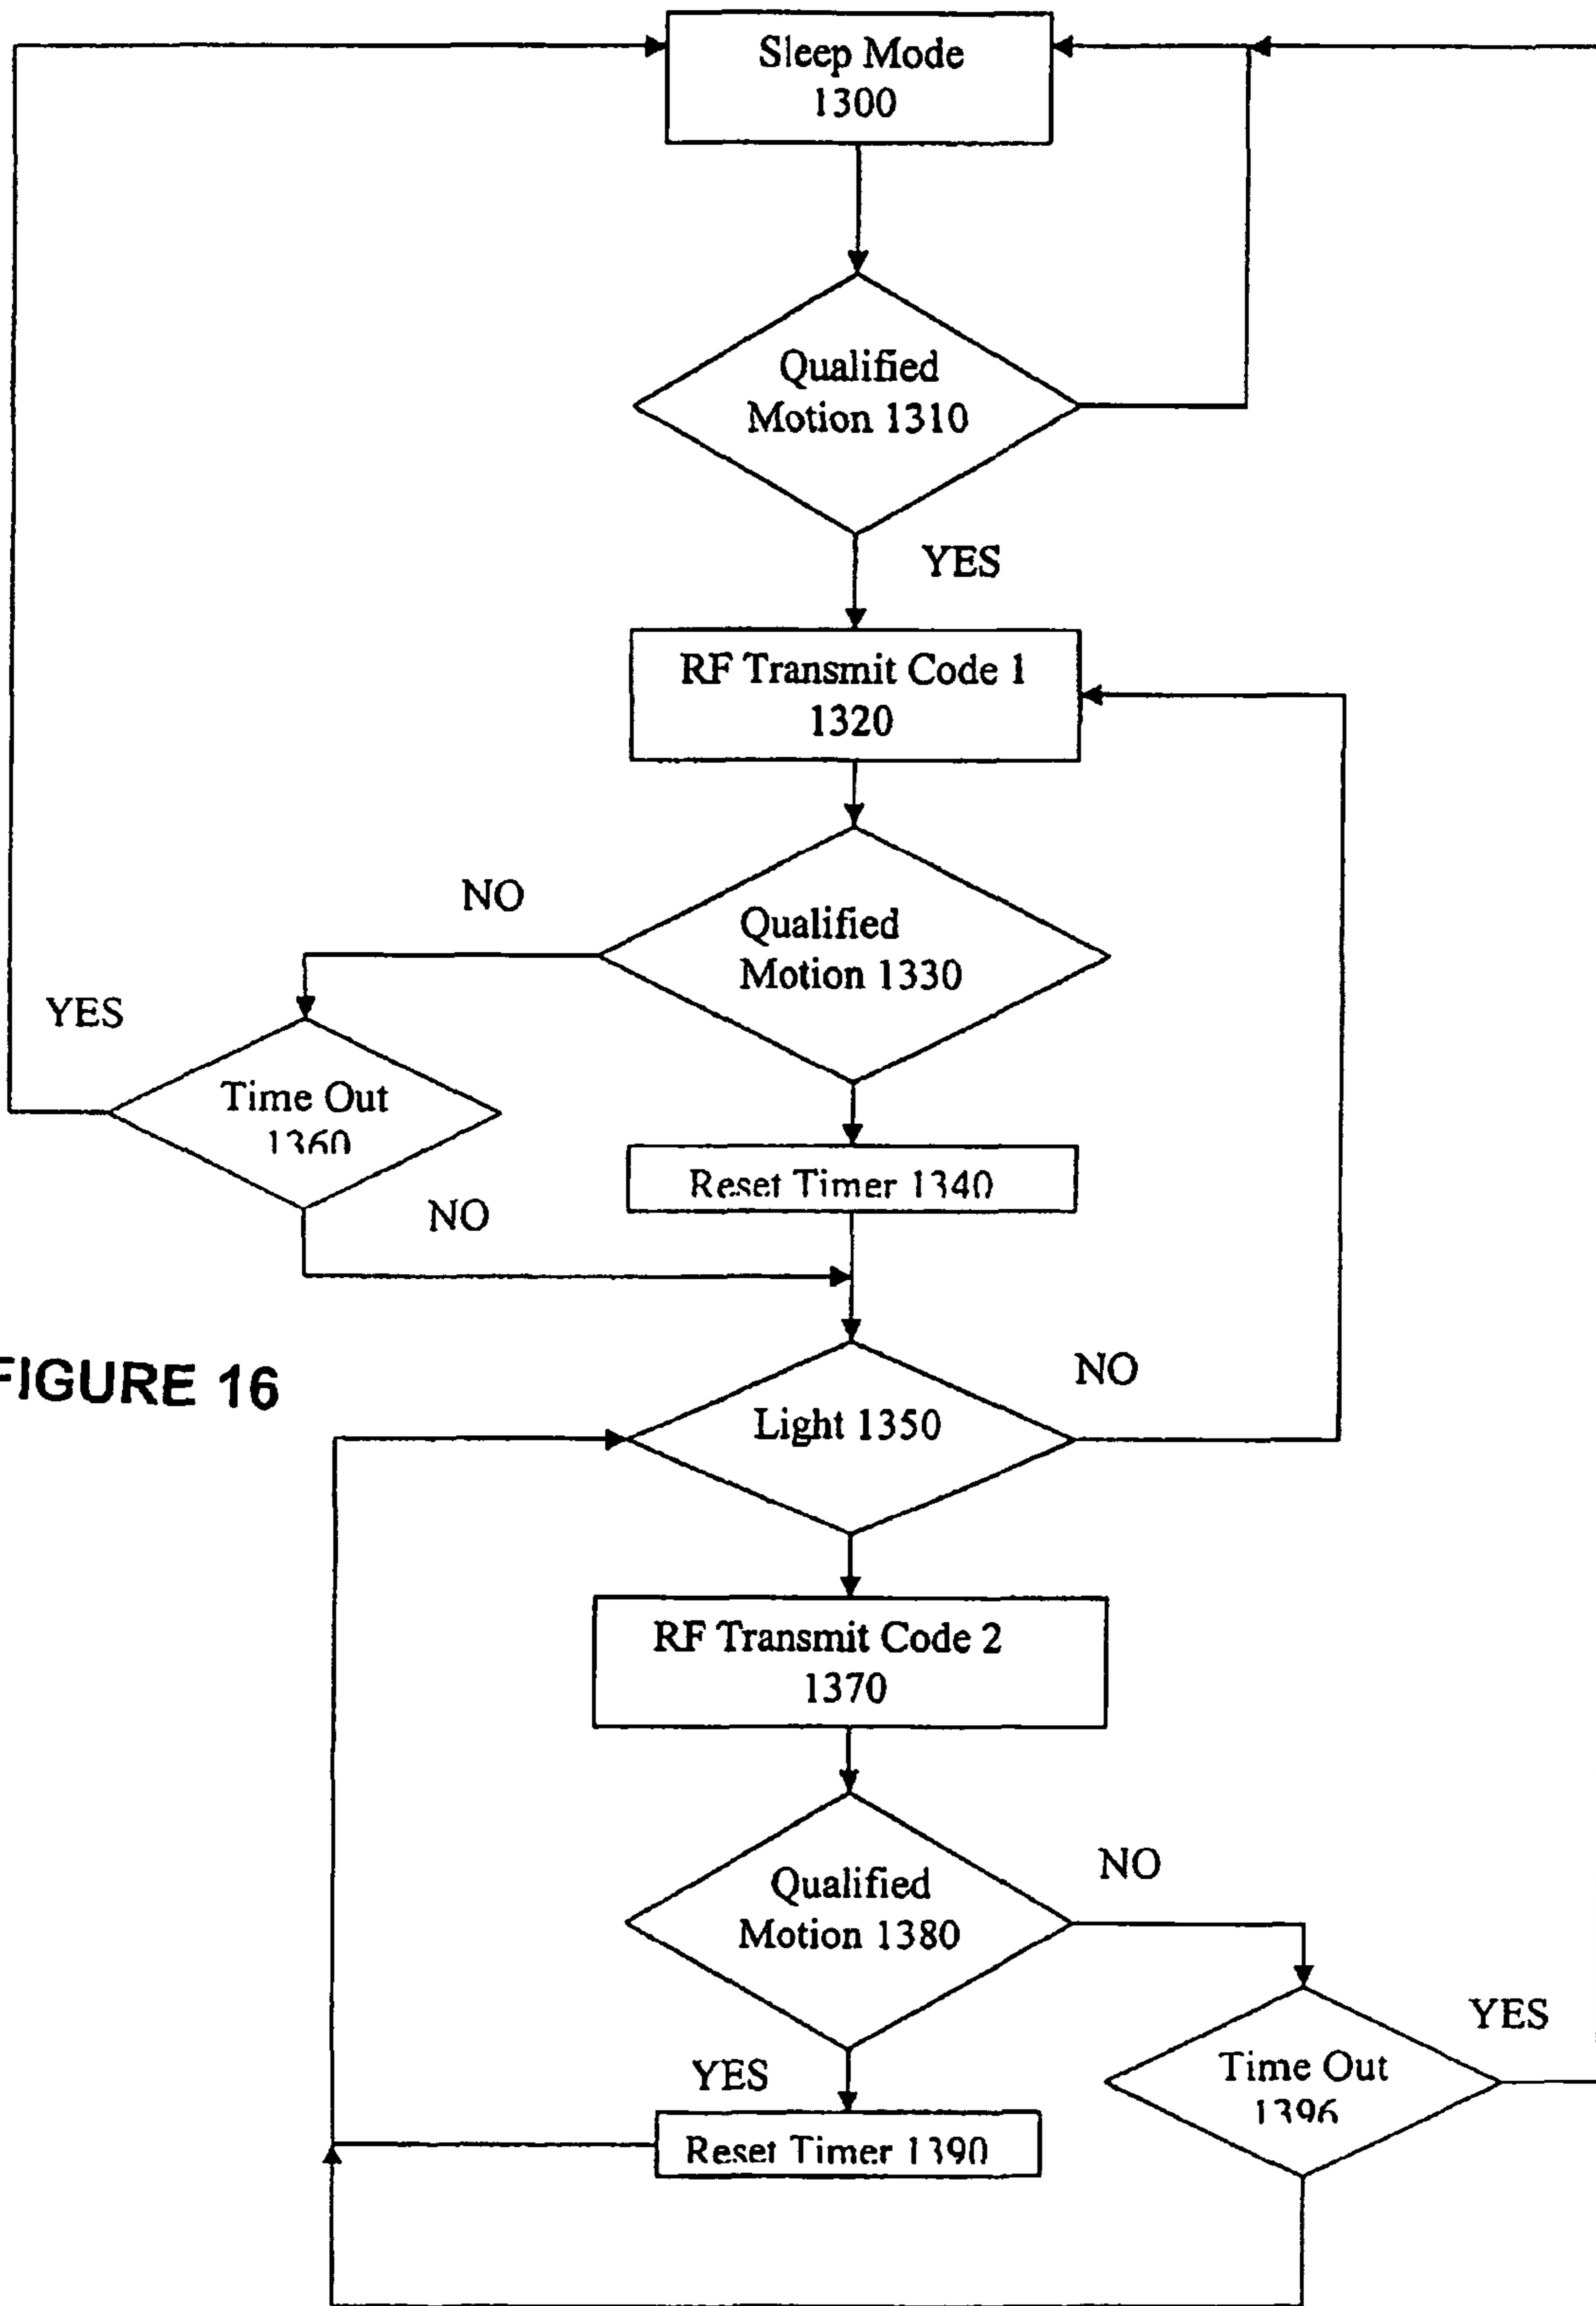 Sleep Mode
1300
Qualified
Motion 1310
YES
RF Transmit Code 1
1320
NO
Qualified
Motion 1330
YES
Time Out
1360
Reset Timer 1340
NO
FIGURE 16
NO
Light 1350
RF Transmit Code 2
1370
NO
Qualified
Motion 1380
YES
Time Out
1396
YES
Reset Timer 1390